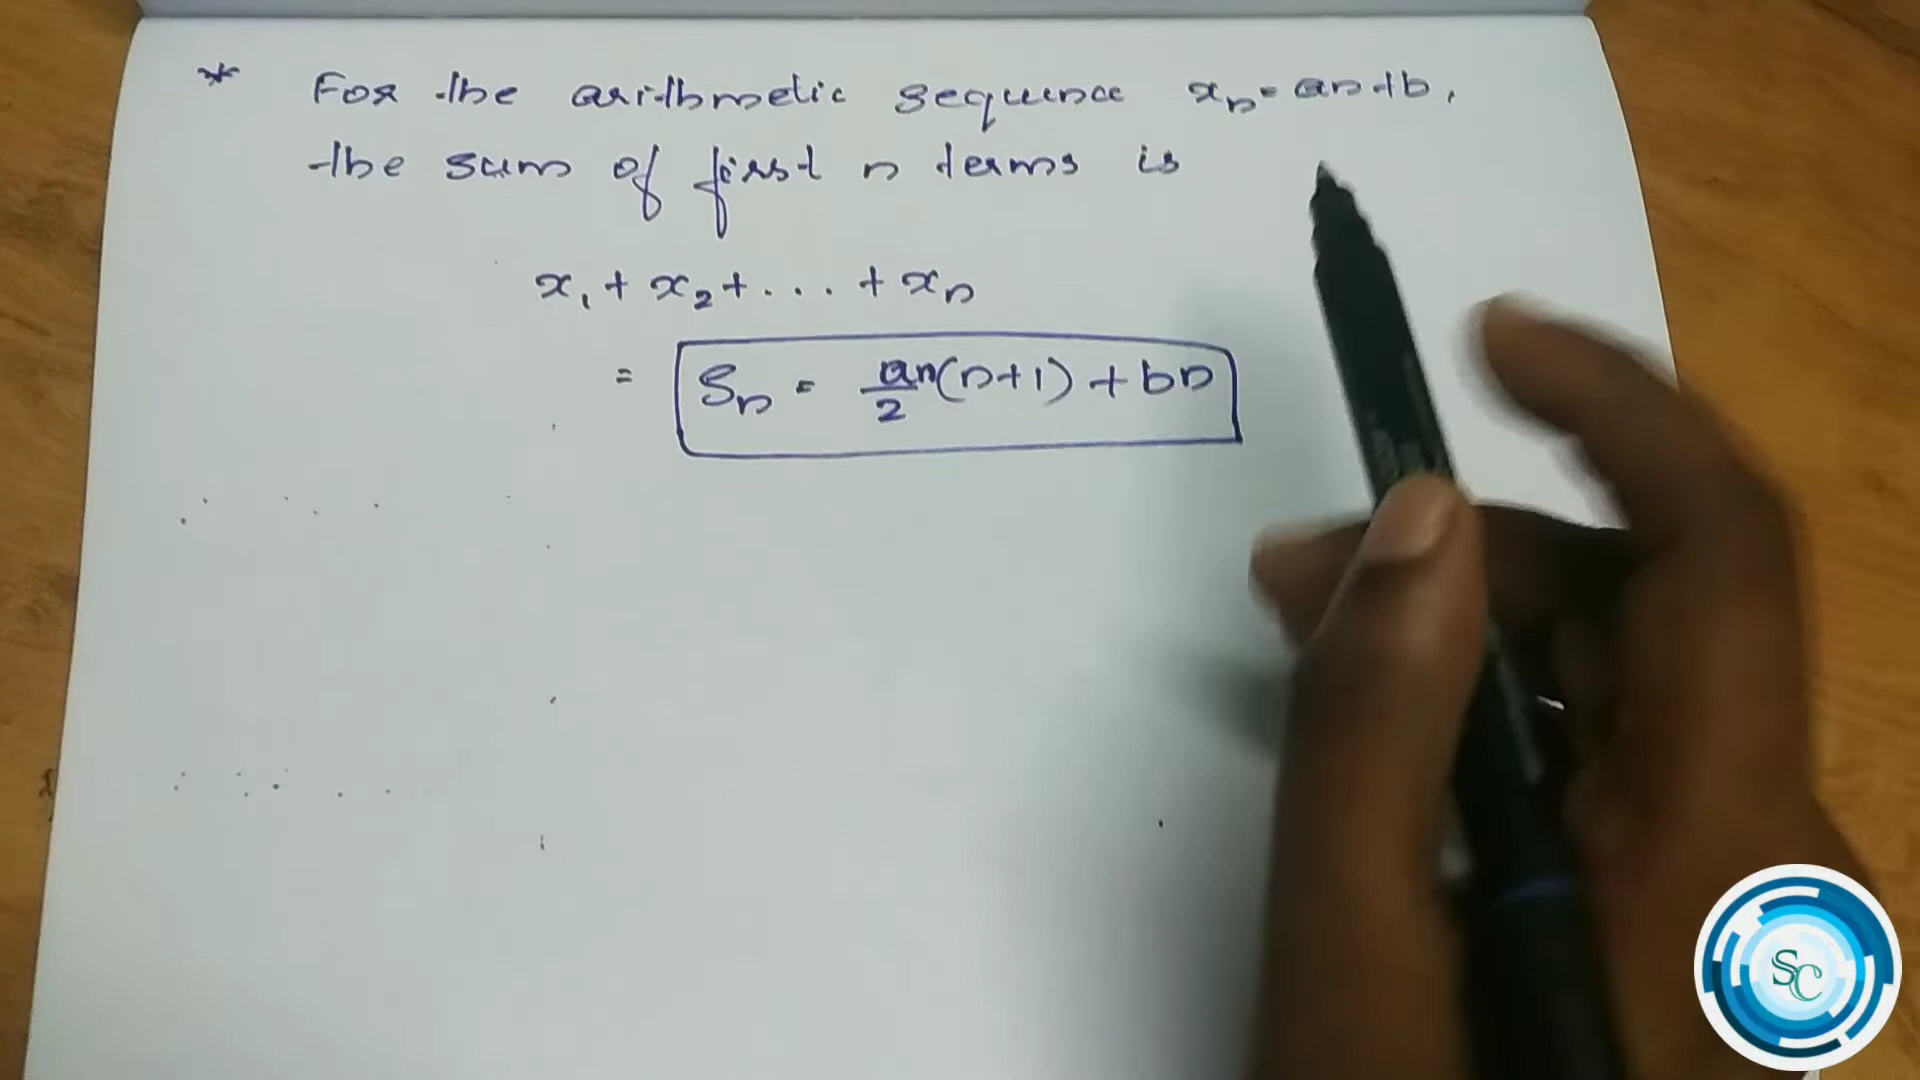 * For the arithmetic sequence xₙ = an+b,
the sum of first n terms is
x₁ + x₂ + . . . + xₙ
= Sₙ = an/2 (n+1) + bn
SC